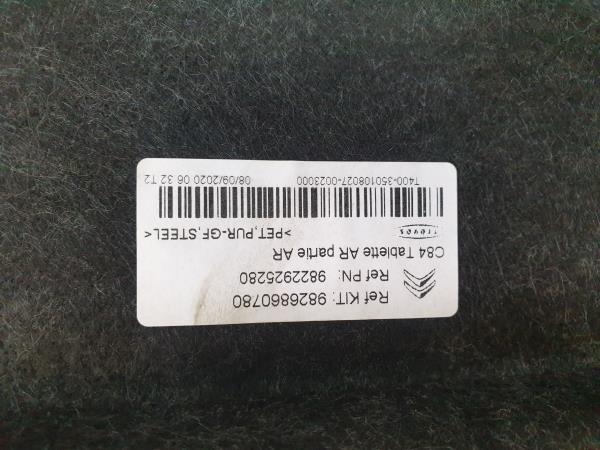 Ref KIT: 9826860780
Ref PN: 9822925280
C84 Tablette AR partie AR
treves
>PET,PUR-GF,STEEL<
T400-350108027-0023000
08/09/2020 06 32 T2